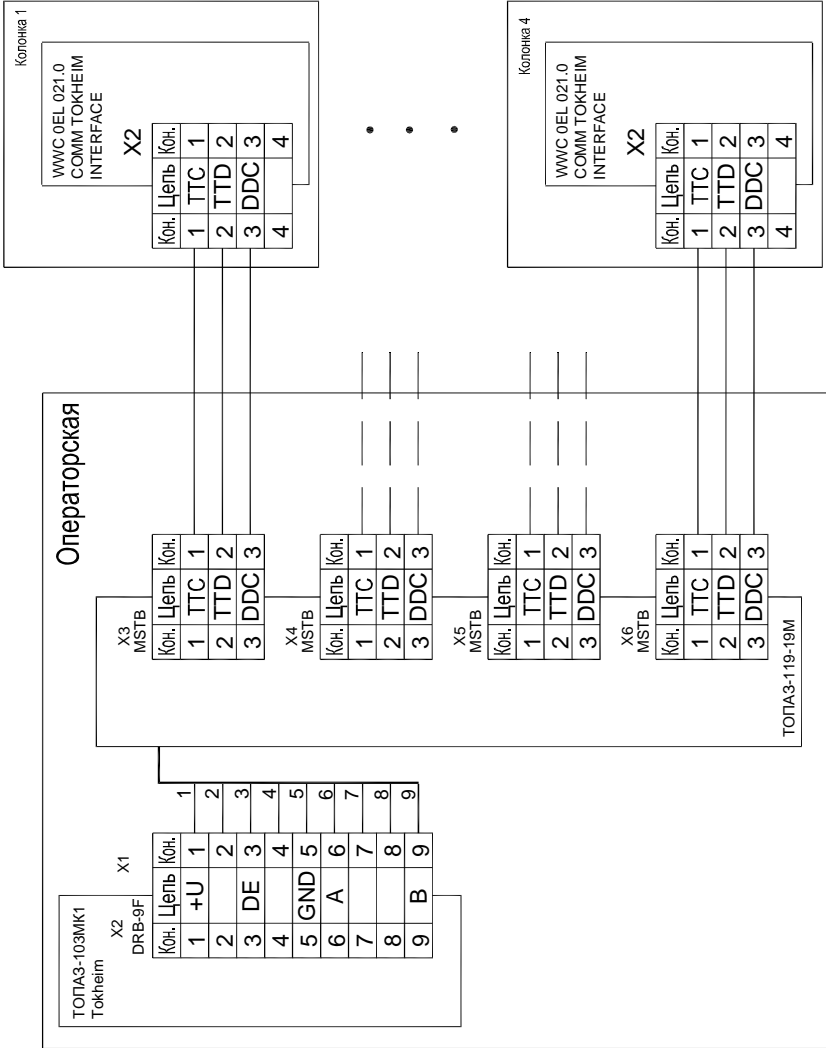 Операторская
Колонка 1
WWC 0EL 021.0
COMM TOKHEIM
INTERFACE
X2
Кон. Цепь Кон.
1 TTC 1
2 TTD 2
3 DDC 3
4 4
Колонка 4
WWC 0EL 021.0
COMM TOKHEIM
INTERFACE
X2
Кон. Цепь Кон.
1 TTC 1
2 TTD 2
3 DDC 3
4 4
X3
MSTB
Кон. Цепь Кон.
1 TTC 1
2 TTD 2
3 DDC 3
X4
MSTB
Кон. Цепь Кон.
1 TTC 1
2 TTD 2
3 DDC 3
X5
MSTB
Кон. Цепь Кон.
1 TTC 1
2 TTD 2
3 DDC 3
X6
MSTB
Кон. Цепь Кон.
1 TTC 1
2 TTD 2
3 DDC 3
ТОПАЗ-119-19М
ТОПАЗ-103МК1
Tokheim
X2
DRB-9F
X1
Кон. Цепь Кон.
1 +U 1
2 2
3 DE 3
4 4
5 GND 5
6 A 6
7 7
8 8
9 B 9
1
2
3
4
5
6
7
8
9